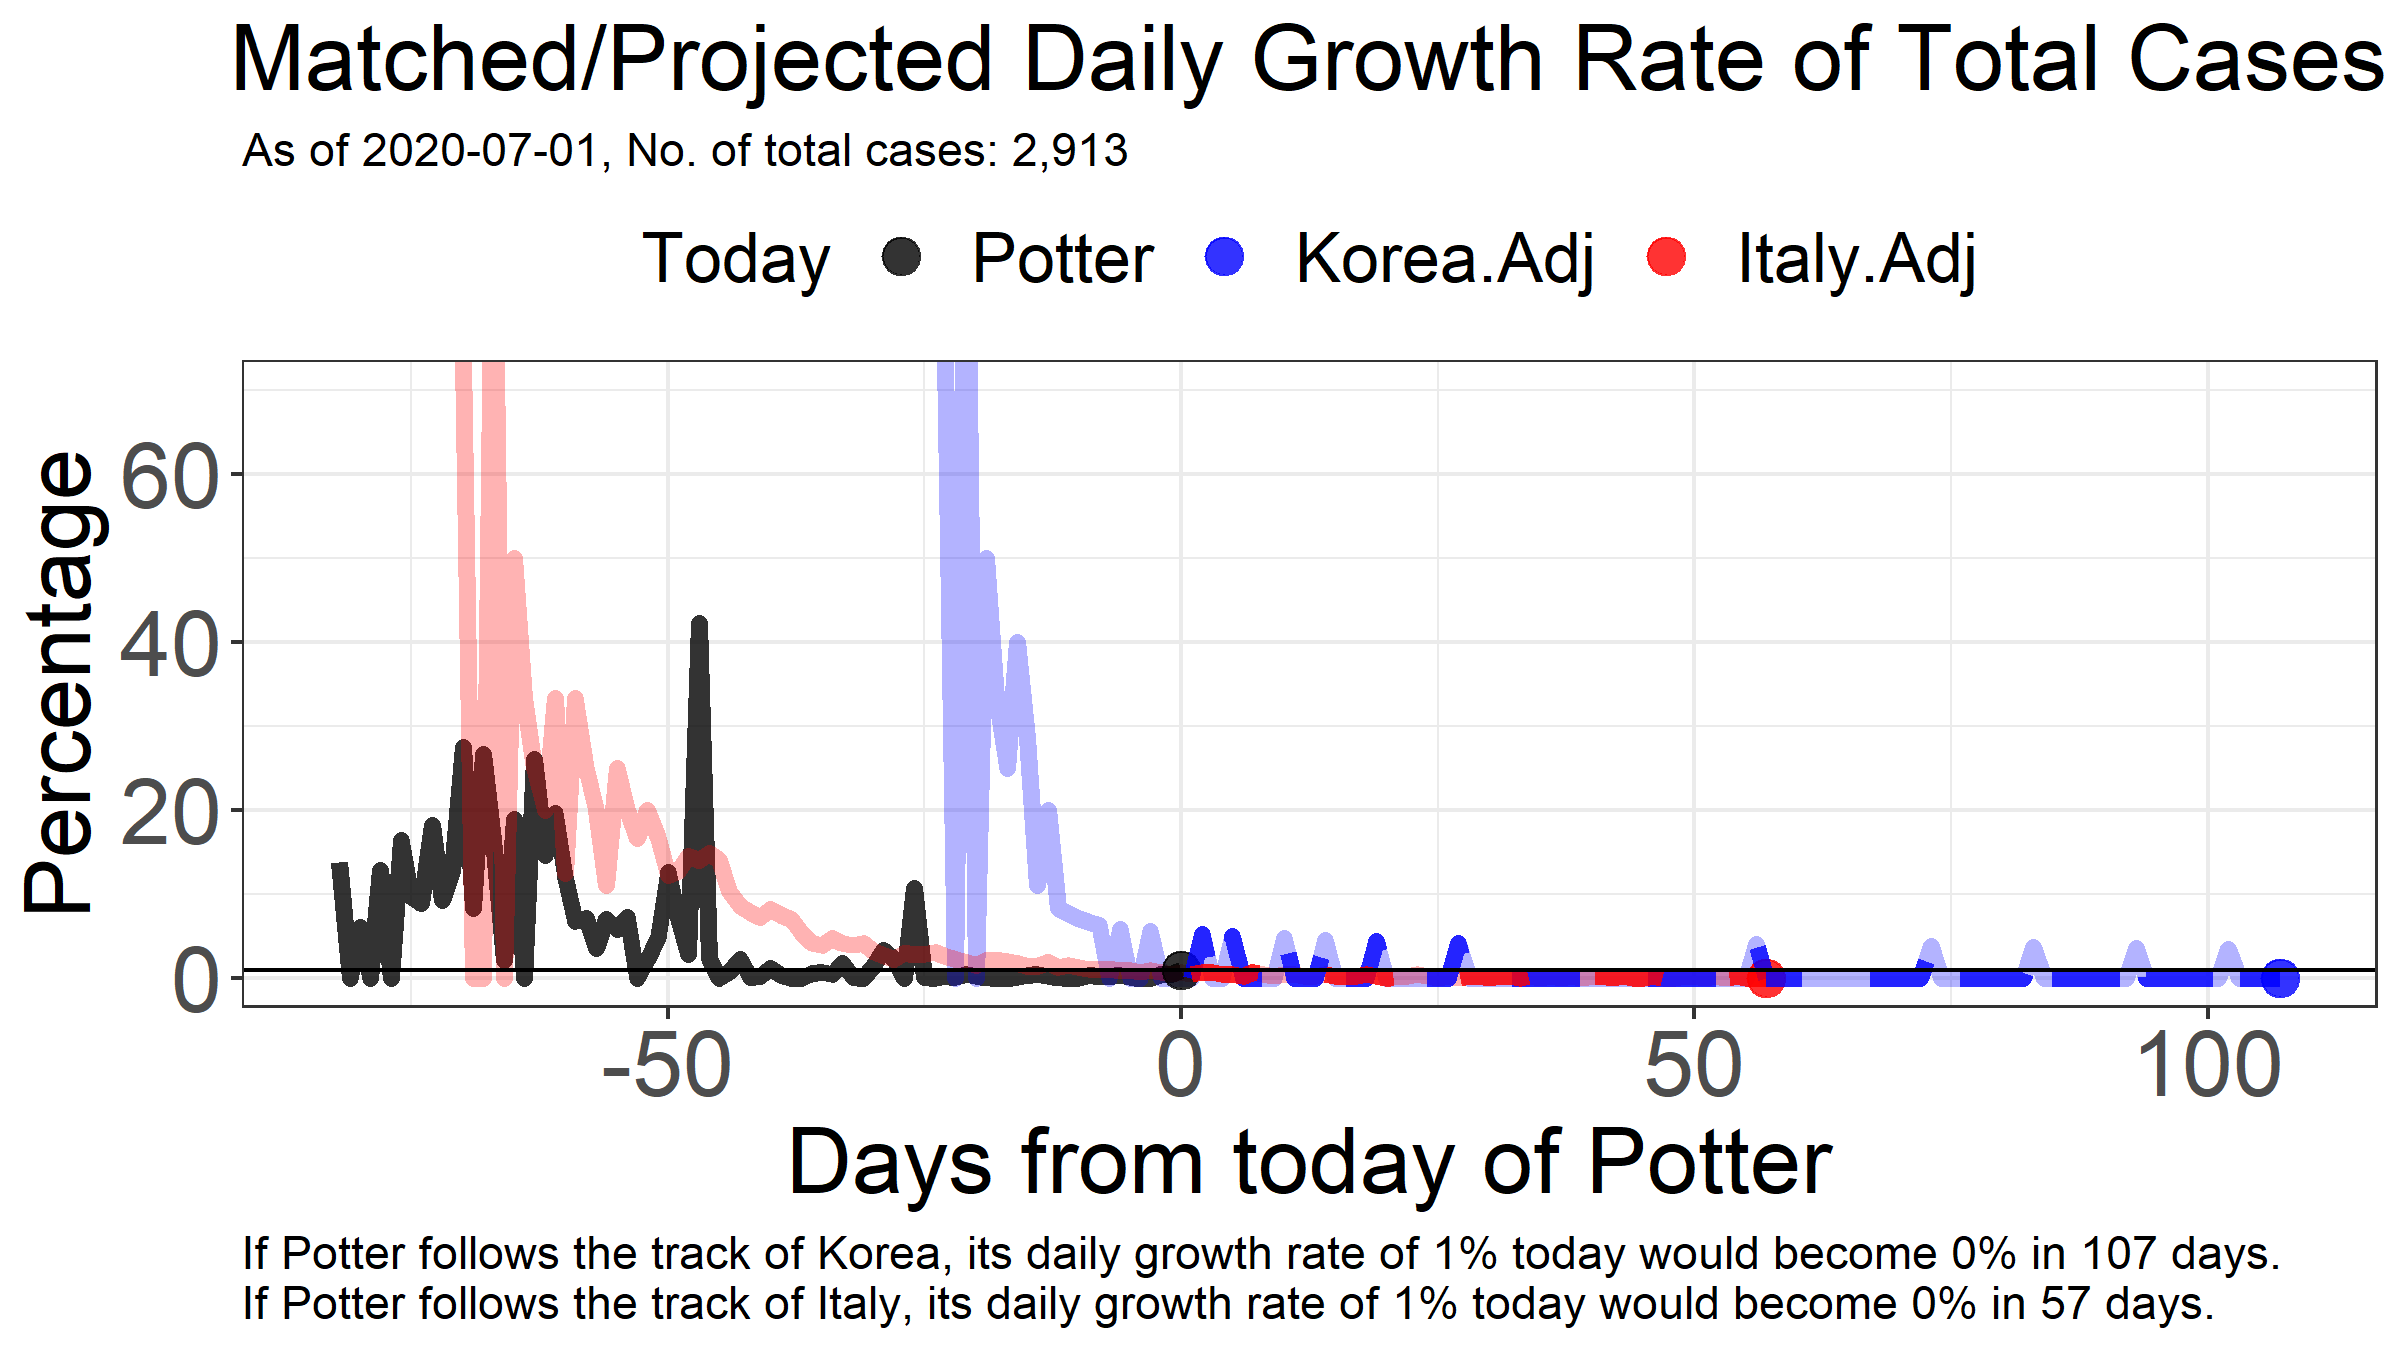 Matched/Projected Daily Growth Rate of Total Cases
As of 2020-07-01, No. of total cases: 2,913
Today Potter Korea.Adj Italy.Adj
Percentage
60
40
20
0
-50 0 50 100
Days from today of Potter
If Potter follows the track of Korea, its daily growth rate of 1% today would become 0% in 107 days.
If Potter follows the track of Italy, its daily growth rate of 1% today would become 0% in 57 days.